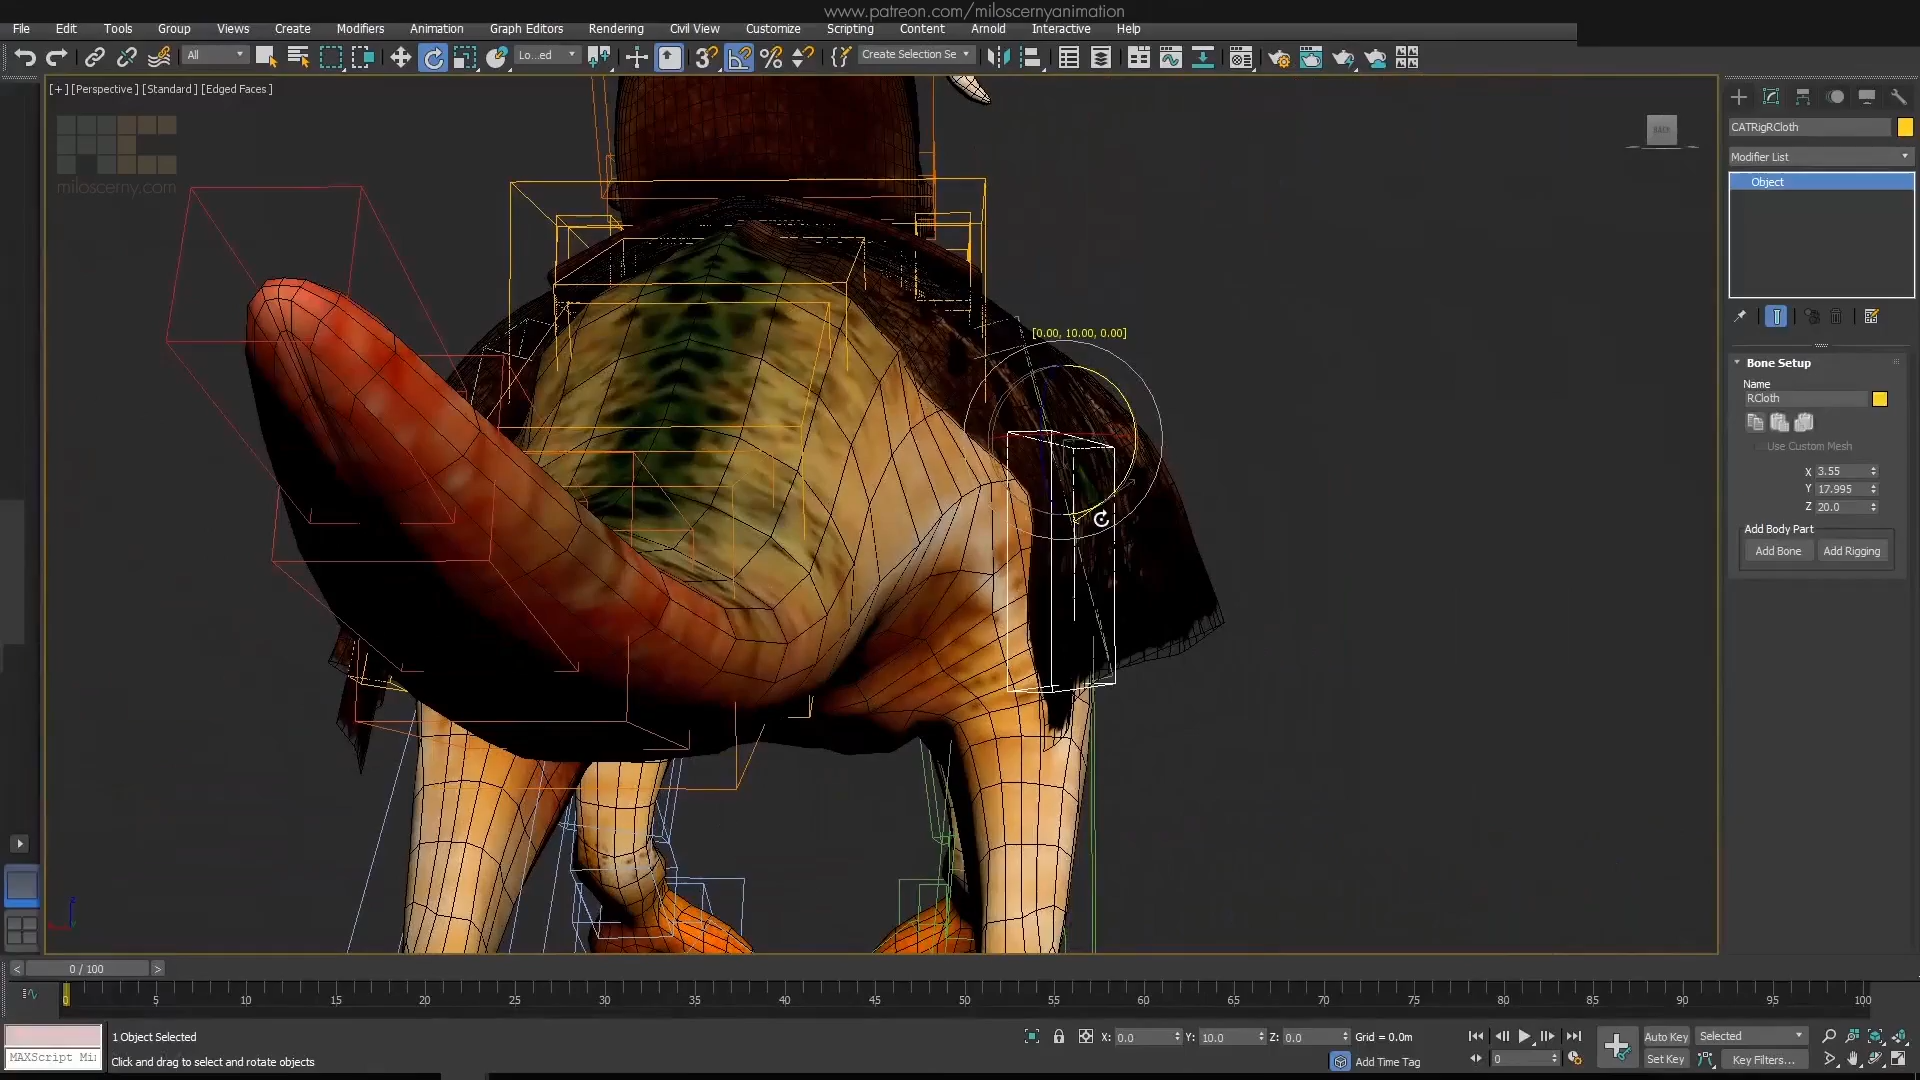 www.patreon.com/miloscernyanimation
File Edit Tools Group Views Create Modifiers Animation Graph Editors Rendering Civil View Customize Scripting Content Arnold Interactive Help
All Lo...ed Create Selection Se
[+] [Perspective] [Standard] [Edged Faces]
miloscerny.com
BACK
[0.00, 10.00, 0.00]
CATRigRCloth
Modifier List
Object
Bone Setup
Name
RCloth
Use Custom Mesh
X 3.55
Y 17.995
Z 20.0
Add Body Part
Add Bone Add Rigging
< 0 / 100 >
0 5 10 15 20 25 30 35 40 45 50 55 60 65 70 75 80 85 90 95 100
1 Object Selected X: 0.0 Y: 10.0 Z: 0.0 Grid = 0.0m Auto Key Selected
MAXScript Mi Click and drag to select and rotate objects Add Time Tag 0 Set Key Key Filters...